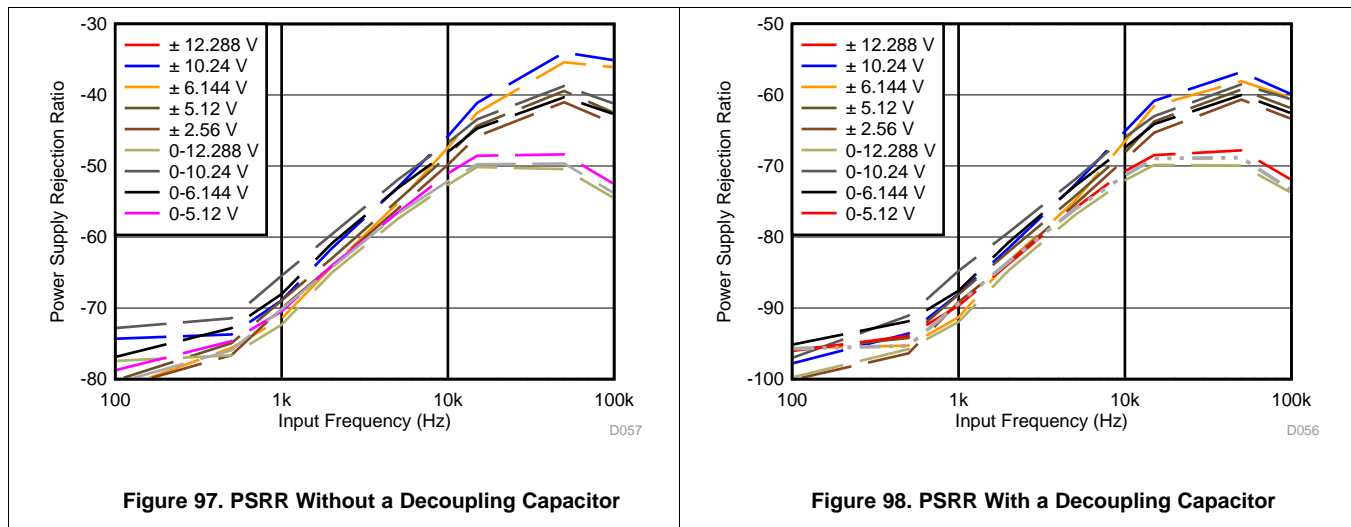 -30
-40
-50
-60
-70
-80
Power Supply Rejection Ratio
± 12.288 V
± 10.24 V
± 6.144 V
± 5.12 V
± 2.56 V
0-12.288 V
0-10.24 V
0-6.144 V
0-5.12 V
100
1k
10k
100k
Input Frequency (Hz)
D057
Figure 97. PSRR Without a Decoupling Capacitor
-50
-60
-70
-80
-90
-100
Power Supply Rejection Ratio
± 12.288 V
± 10.24 V
± 6.144 V
± 5.12 V
± 2.56 V
0-12.288 V
0-10.24 V
0-6.144 V
0-5.12 V
100
1k
10k
100k
Input Frequency (Hz)
D056
Figure 98. PSRR With a Decoupling Capacitor